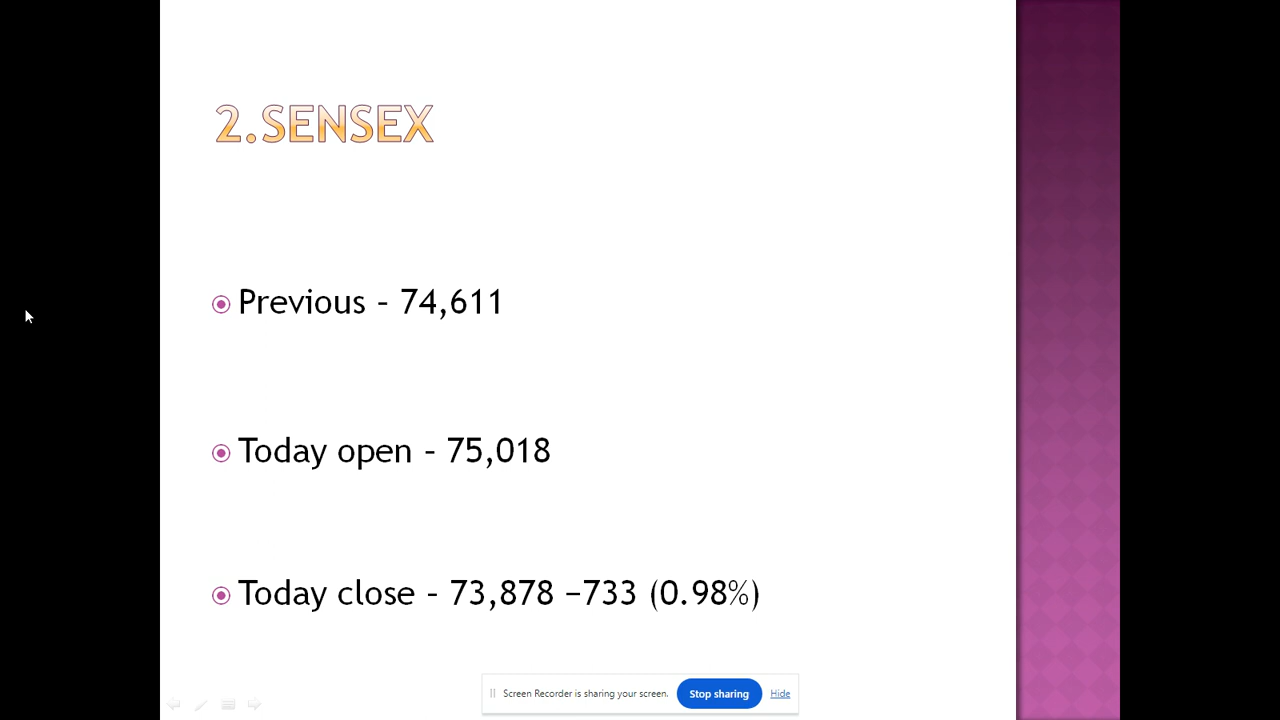 2.SENSEX
Previous – 74,611
Today open – 75,018
Today close – 73,878 −733 (0.98%)
Screen Recorder is sharing your screen. Stop sharing Hide